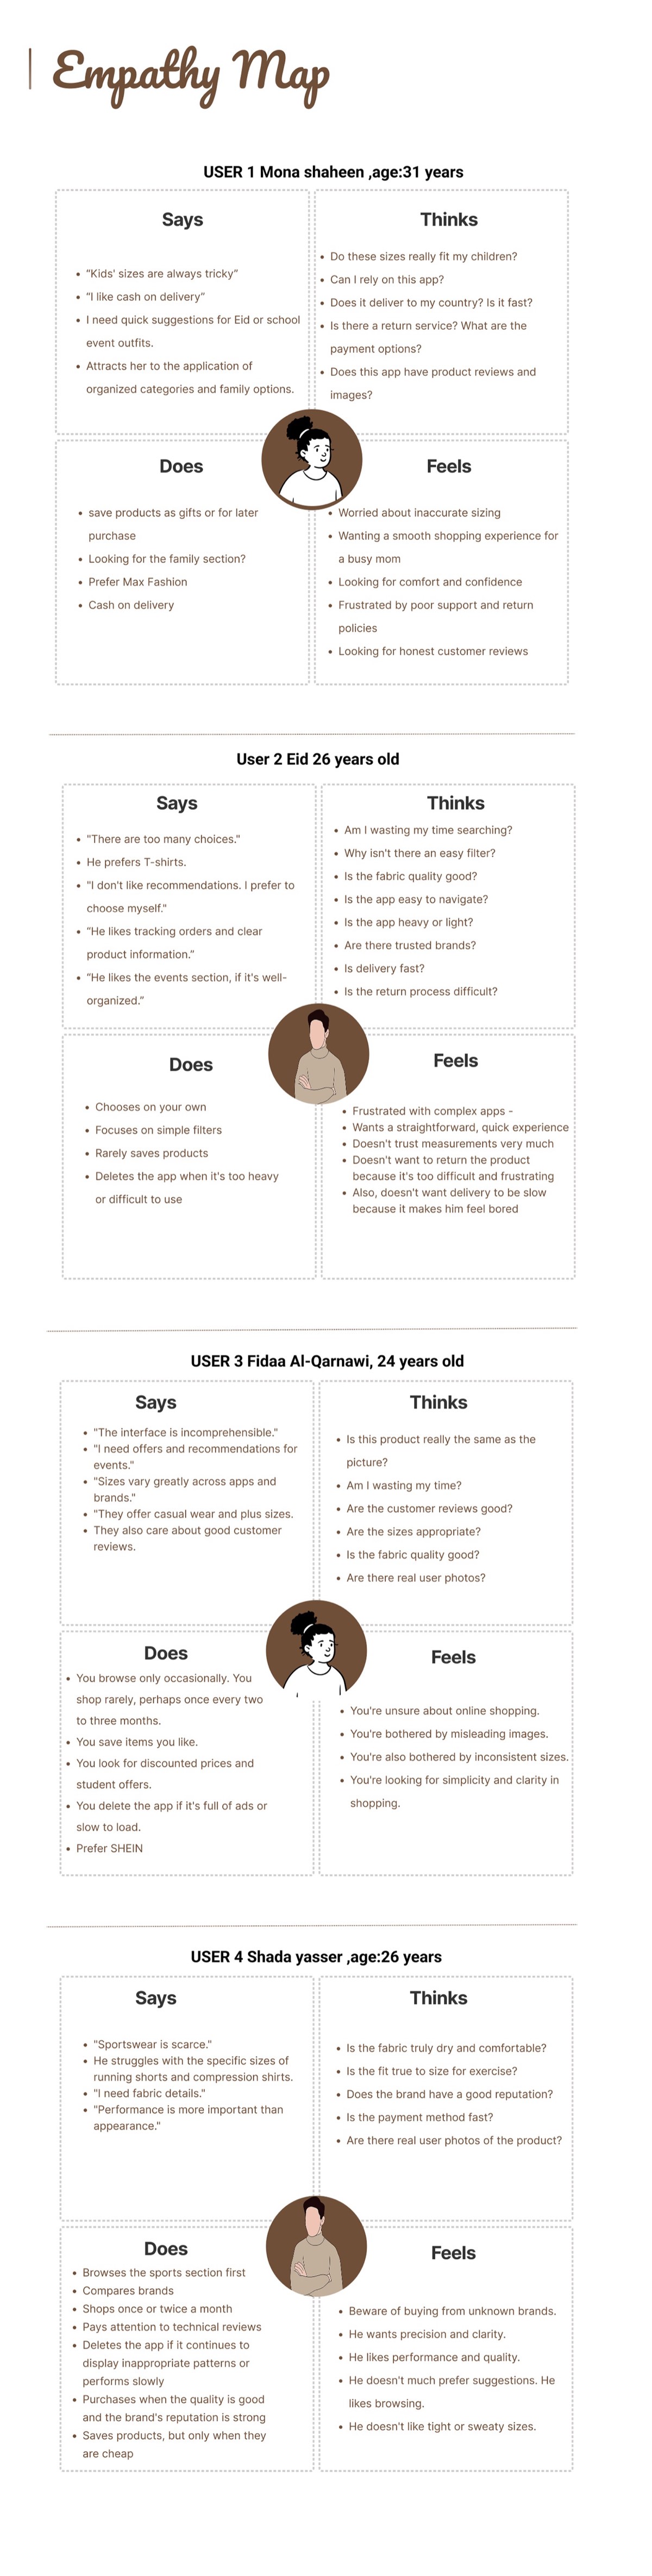 Empathy Map
USER 1 Mona shaheen ,age:31 years
Says
• "Kids' sizes are always tricky"
• "I like cash on delivery"
• I need quick suggestions for Eid or school
event outfits.
• Attracts her to the application of
organized categories and family options.
Thinks
• Do these sizes really fit my children?
• Can I rely on this app?
• Does it deliver to my country? Is it fast?
• Is there a return service? What are the
payment options?
• Does this app have product reviews and
images?
Does
• save products as gifts or for later
purchase
• Looking for the family section?
• Prefer Max Fashion
• Cash on delivery
Feels
• Worried about inaccurate sizing
• Wanting a smooth shopping experience for
a busy mom
• Looking for comfort and confidence
• Frustrated by poor support and return
policies
• Looking for honest customer reviews
User 2 Eid 26 years old
Says
• "There are too many choices."
• He prefers T-shirts.
• "I don't like recommendations. I prefer to
choose myself."
• "He likes tracking orders and clear
product information."
• "He likes the events section, if it's well-
organized."
Thinks
• Am I wasting my time searching?
• Why isn't there an easy filter?
• Is the fabric quality good?
• Is the app easy to navigate?
• Is the app heavy or light?
• Are there trusted brands?
• Is delivery fast?
• Is the return process difficult?
Does
• Chooses on your own
• Focuses on simple filters
• Rarely saves products
• Deletes the app when it's too heavy
or difficult to use
Feels
• Frustrated with complex apps -
• Wants a straightforward, quick experience
• Doesn't trust measurements very much
• Doesn't want to return the product
because it's too difficult and frustrating
• Also, doesn't want delivery to be slow
because it makes him feel bored
USER 3 Fidaa Al-Qarnawi, 24 years old
Says
• "The interface is incomprehensible."
• "I need offers and recommendations for
events."
• "Sizes vary greatly across apps and
brands."
• "They offer casual wear and plus sizes.
• They also care about good customer
reviews.
Thinks
• Is this product really the same as the
picture?
• Am I wasting my time?
• Are the customer reviews good?
• Are the sizes appropriate?
• Is the fabric quality good?
• Are there real user photos?
Does
• You browse only occasionally. You
shop rarely, perhaps once every two
to three months.
• You save items you like.
• You look for discounted prices and
student offers.
• You delete the app if it's full of ads or
slow to load.
• Prefer SHEIN
Feels
• You're unsure about online shopping.
• You're bothered by misleading images.
• You're also bothered by inconsistent sizes.
• You're looking for simplicity and clarity in
shopping.
USER 4 Shada yasser ,age:26 years
Says
• "Sportswear is scarce."
• He struggles with the specific sizes of
running shorts and compression shirts.
• "I need fabric details."
• "Performance is more important than
appearance."
Thinks
• Is the fabric truly dry and comfortable?
• Is the fit true to size for exercise?
• Does the brand have a good reputation?
• Is the payment method fast?
• Are there real user photos of the product?
Does
• Browses the sports section first
• Compares brands
• Shops once or twice a month
• Pays attention to technical reviews
• Deletes the app if it continues to
display inappropriate patterns or
performs slowly
• Purchases when the quality is good
and the brand's reputation is strong
• Saves products, but only when they
are cheap
Feels
• Beware of buying from unknown brands.
• He wants precision and clarity.
• He likes performance and quality.
• He doesn't much prefer suggestions. He
likes browsing.
• He doesn't like tight or sweaty sizes.